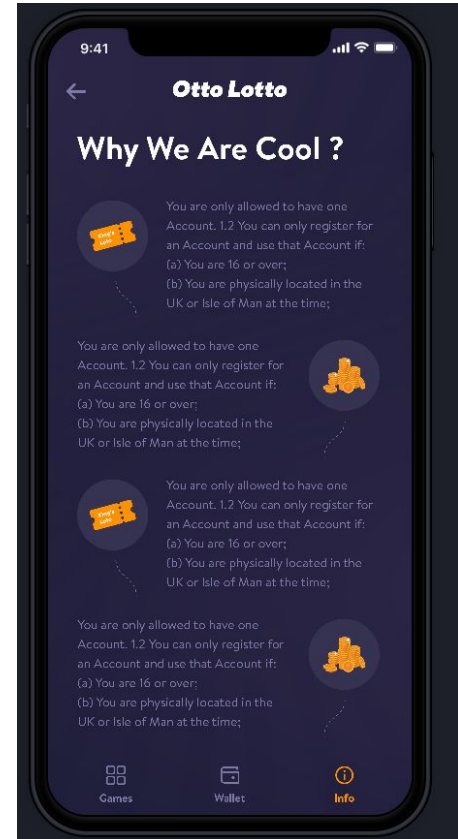 9:41
Otto Lotto
Why We Are Cool ?
You are only allowed to have one
Account. 1.2 You can only register for
an Account and use that Account if:
(a) You are 16 or over;
(b) You are physically located in the
UK or Isle of Man at the time;
King's
Loto
You are only allowed to have one
Account. 1.2 You can only register for
an Account and use that Account if:
(a) You are 16 or over;
(b) You are physically located in the
UK or Isle of Man at the time;
You are only allowed to have one
Account. 1.2 You can only register for
an Account and use that Account if:
(a) You are 16 or over;
(b) You are physically located in the
UK or Isle of Man at the time;
King's
Loto
You are only allowed to have one
Account. 1.2 You can only register for
an Account and use that Account if:
(a) You are 16 or over;
(b) You are physically located in the
UK or Isle of Man at the time;
Games
Wallet
Info